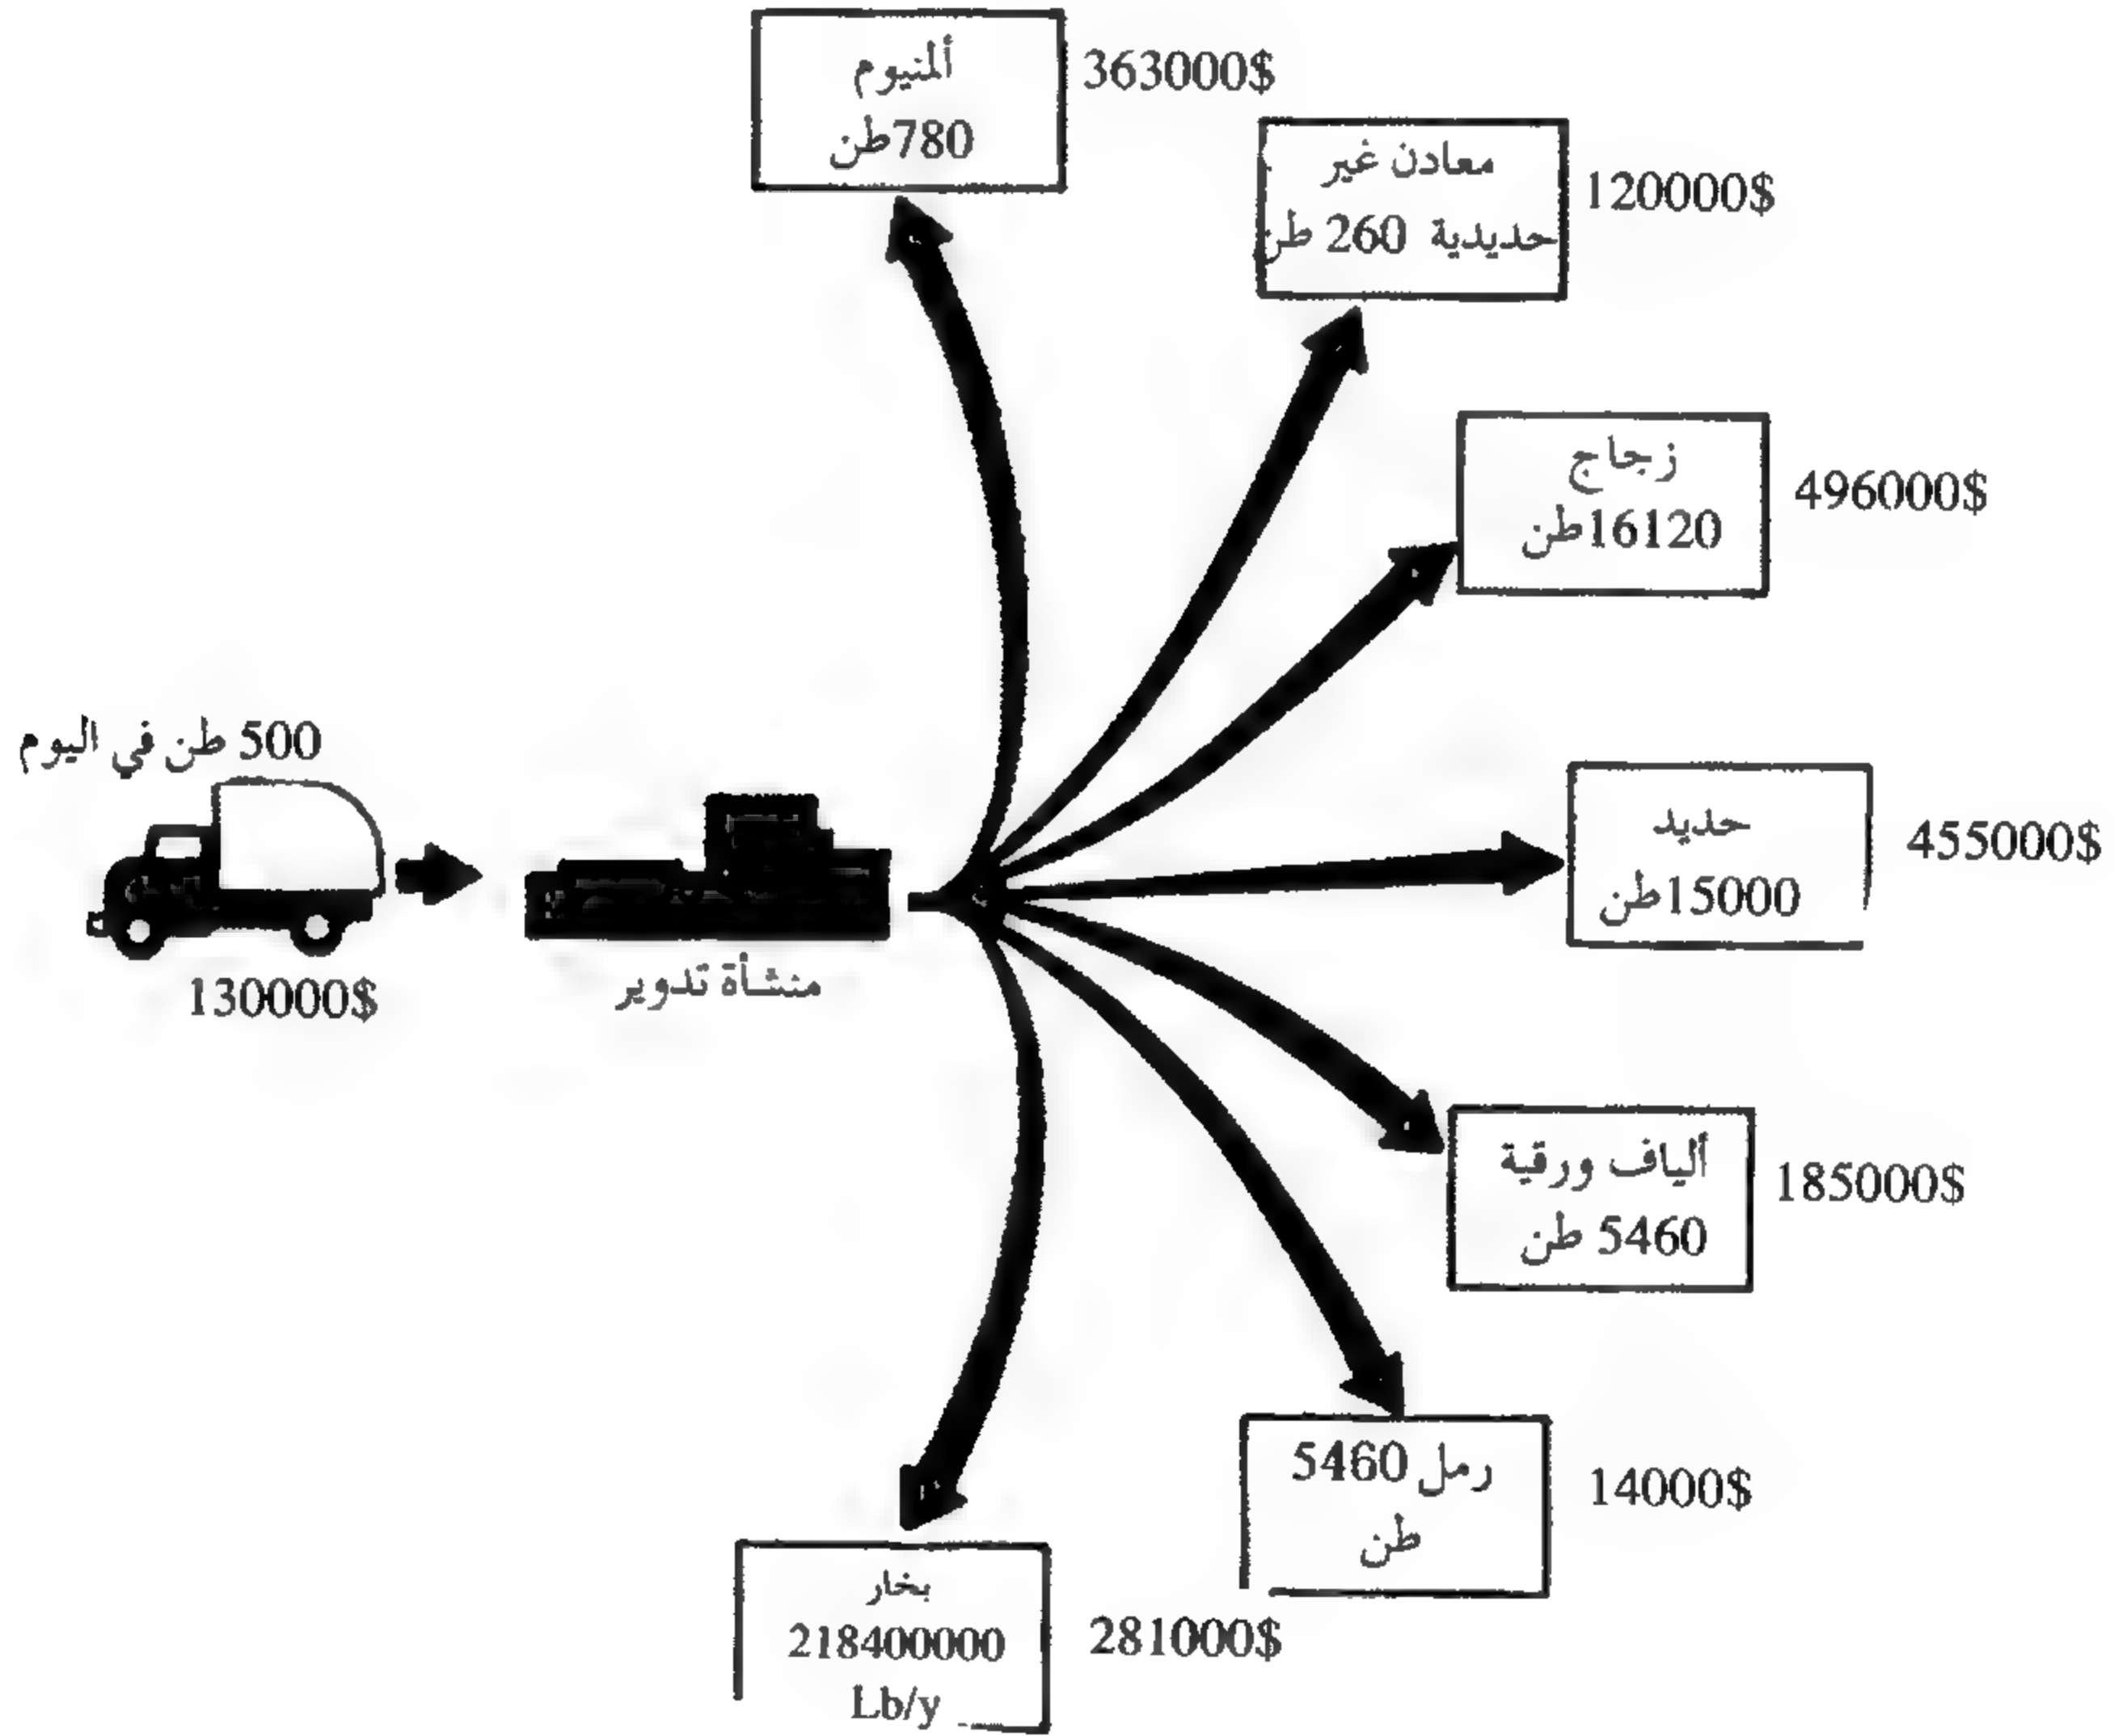 ألمنيوم
780طن
363000$
معادن غير
حديدية 260 طن
120000$
زجاج
16120طن
496000$
500 طن في اليوم
130000$
منشأة تدوير
حديد
15000طن
455000$
ألياف ورقية
5460 طن
185000$
رمل 5460
طن
14000$
بخار
218400000
Lb/y
281000$